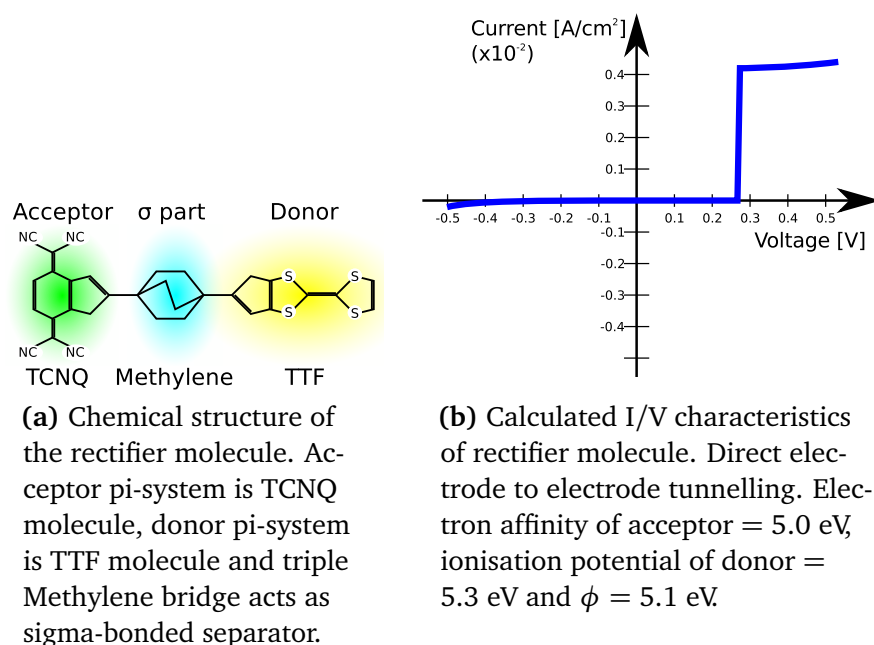 Current [A/cm²]
(x10⁻²)
0.4
0.3
0.2
0.1
-0.5 -0.4 -0.3 -0.2 -0.1 0.1 0.2 0.3 0.4 0.5
-0.1
Voltage [V]
-0.2
-0.3
-0.4
Acceptor σ part Donor
NC NC
S S
S S
NC NC
TCNQ Methylene TTF
(a) Chemical structure of
the rectifier molecule. Ac-
ceptor pi-system is TCNQ
molecule, donor pi-system
is TTF molecule and triple
Methylene bridge acts as
sigma-bonded separator.
(b) Calculated I/V characteristics
of rectifier molecule. Direct elec-
trode to electrode tunnelling. Elec-
tron affinity of acceptor = 5.0 eV,
ionisation potential of donor =
5.3 eV and ϕ = 5.1 eV.